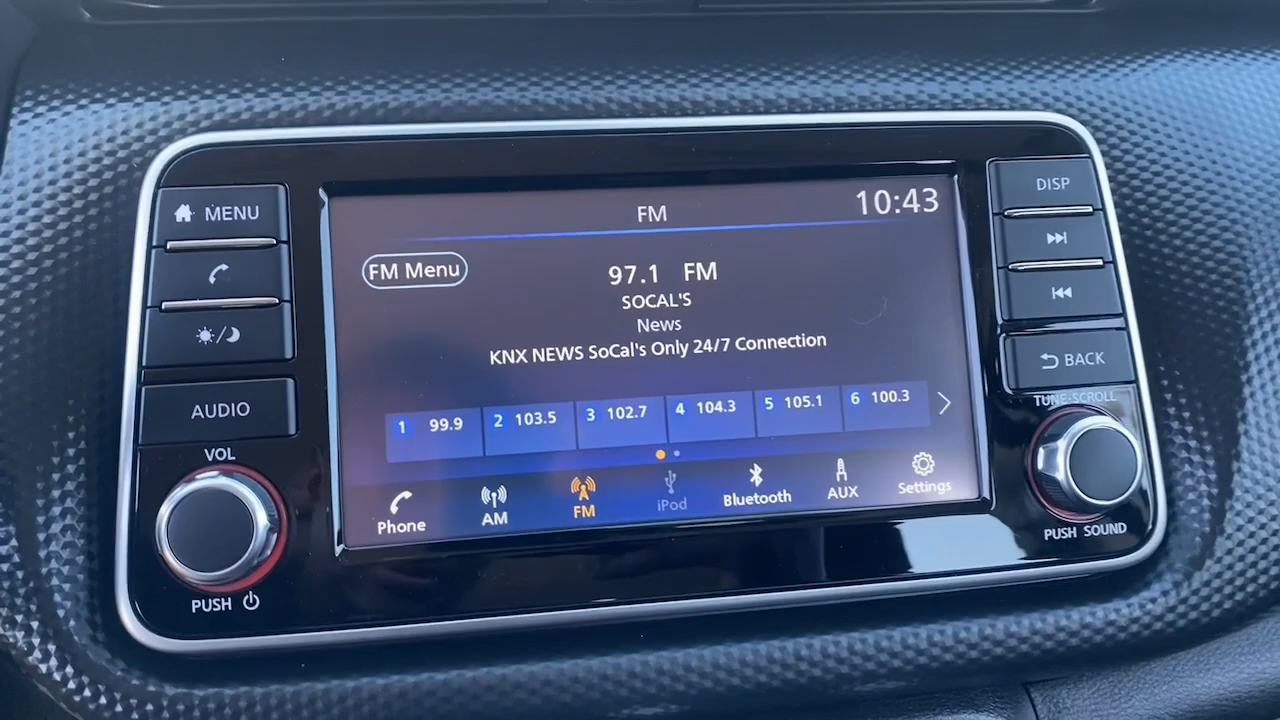 MENU
AUDIO
VOL
PUSH
FM
10:43
FM Menu
97.1 FM
SOCAL'S
News
KNX NEWS SoCal's Only 24/7 Connection
1 99.9
2 103.5
3 102.7
4 104.3
5 105.1
6 100.3
Phone
AM
FM
iPod
Bluetooth
AUX
Settings
DISP
BACK
TUNE·SCROLL
PUSH SOUND